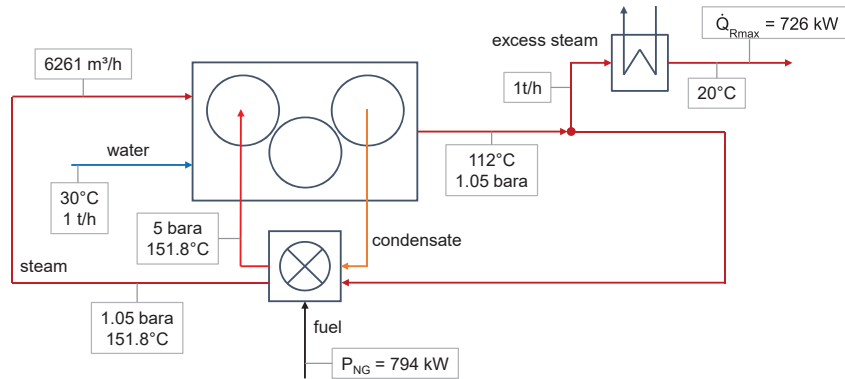 Q̇Rmax = 726 kW
excess steam
6261 m³/h
1t/h
20°C
water
112°C
1.05 bara
30°C
1 t/h
5 bara
151.8°C
condensate
steam
1.05 bara
151.8°C
fuel
PNG = 794 kW